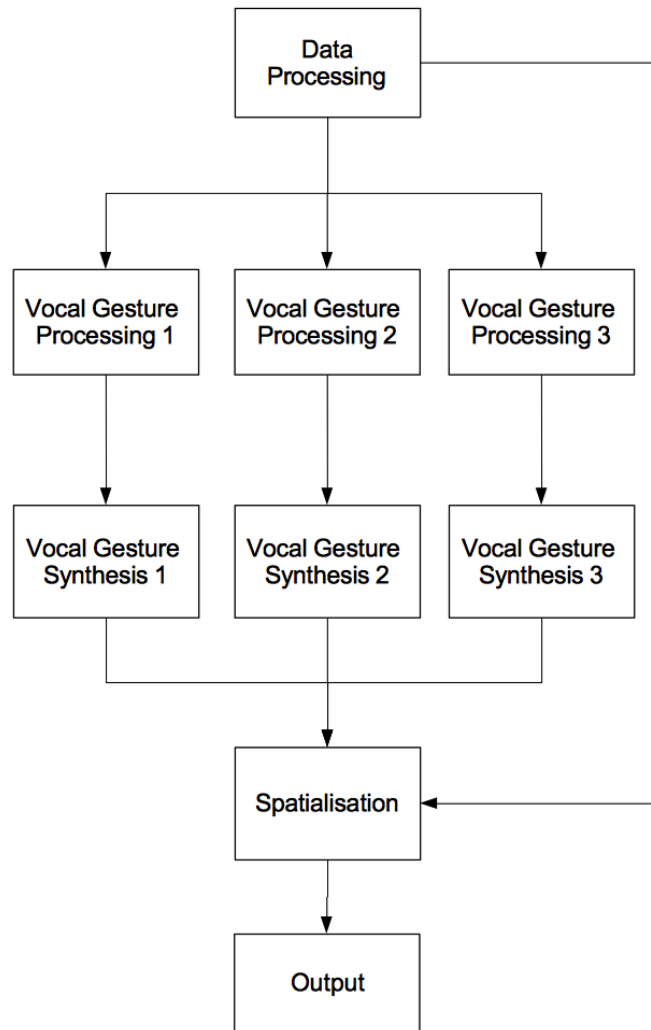 Data
Processing
Vocal Gesture
Processing 1
Vocal Gesture
Processing 2
Vocal Gesture
Processing 3
Vocal Gesture
Synthesis 1
Vocal Gesture
Synthesis 2
Vocal Gesture
Synthesis 3
Spatialisation
Output